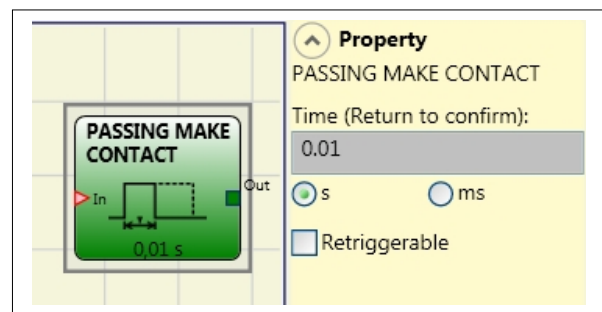 PASSING MAKE
CONTACT
In
Out
0,01 s
Property
PASSING MAKE CONTACT
Time (Return to confirm):
0.01
s
ms
Retriggerable